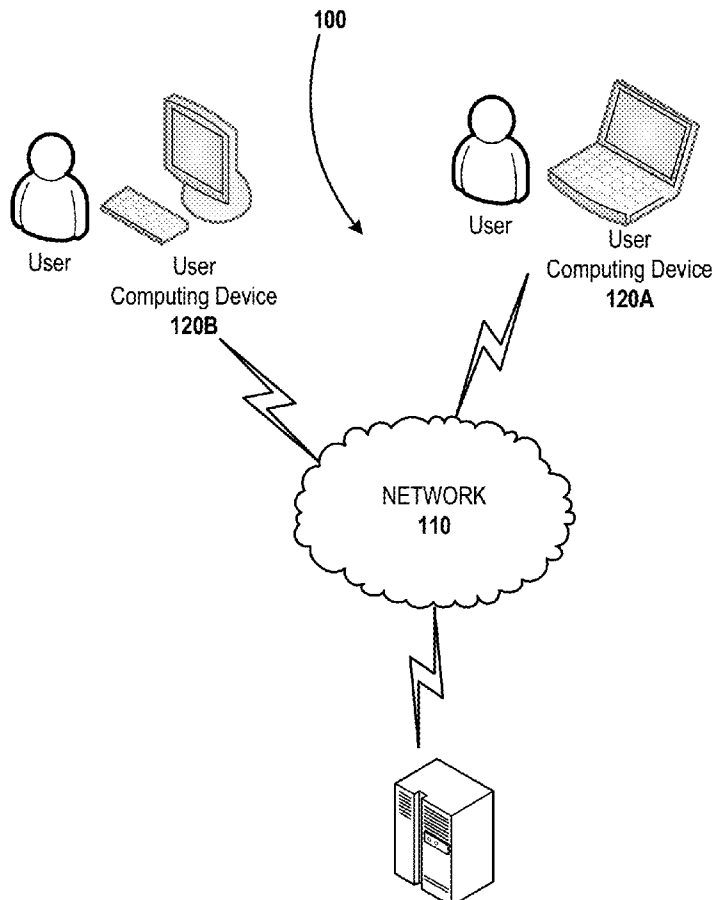 100
User
User
Computing Device
120B
User
User
Computing Device
120A
NETWORK
110